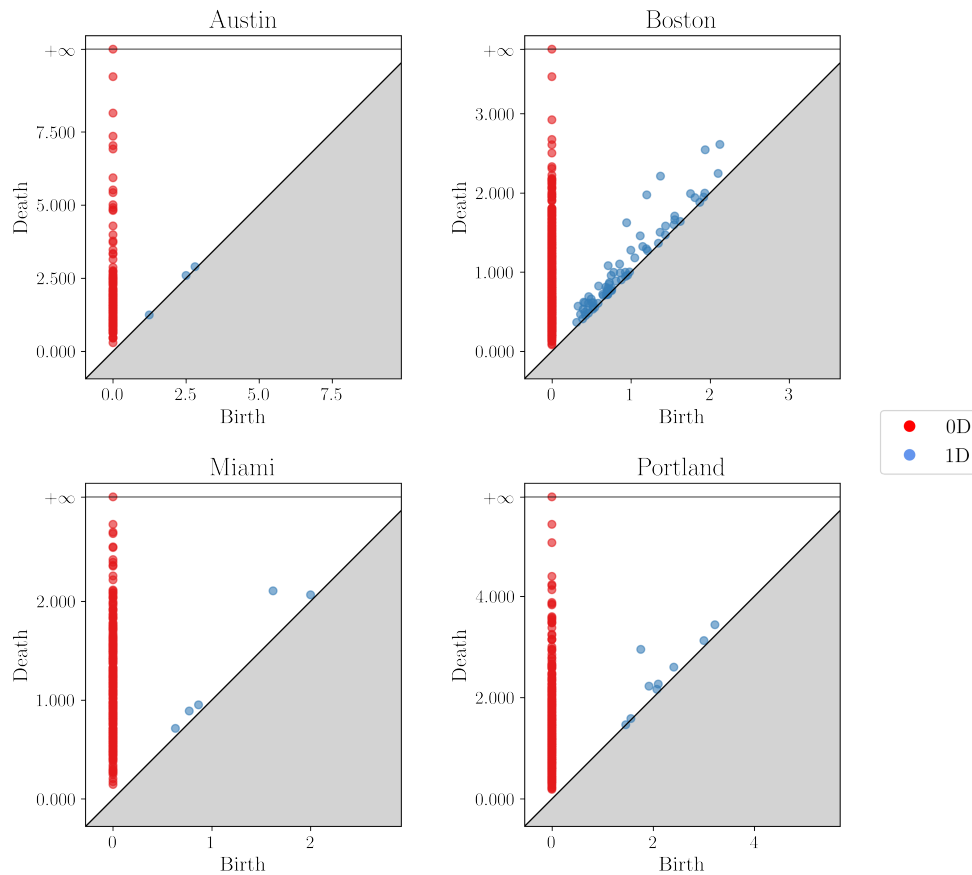 Austin
+∞
7.500
5.000
2.500
0.000
Death
0.0 2.5 5.0 7.5
Birth
Boston
+∞
3.000
2.000
1.000
0.000
Death
0 1 2 3
Birth
0D
1D
Miami
+∞
2.000
1.000
0.000
Death
0 1 2
Birth
Portland
+∞
4.000
2.000
0.000
Death
0 2 4
Birth